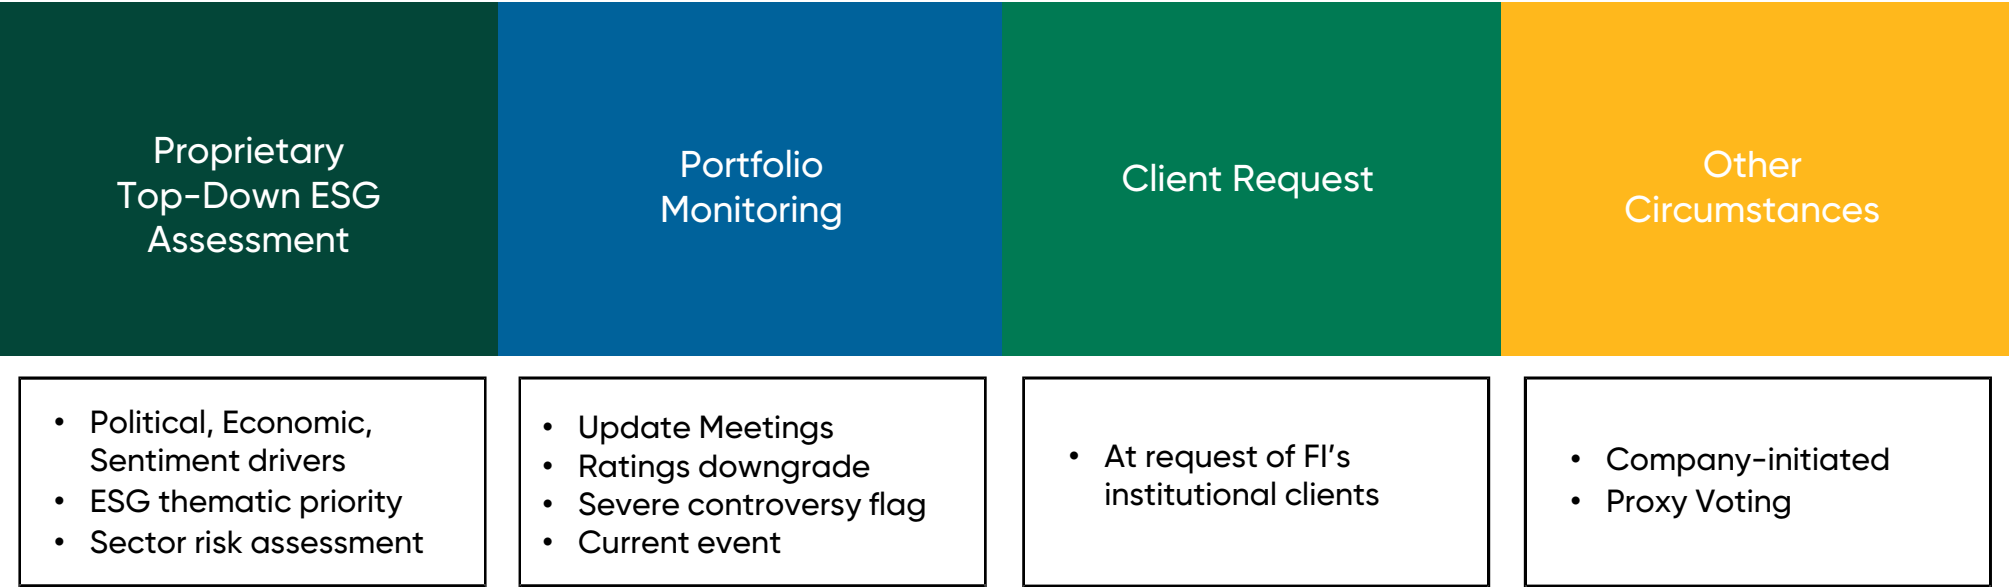 Proprietary
Top-Down ESG
Assessment
Portfolio
Monitoring
Client Request
Other
Circumstances
• Political, Economic,
Sentiment drivers
• ESG thematic priority
• Sector risk assessment
• Update Meetings
• Ratings downgrade
• Severe controversy flag
• Current event
• At request of FI’s
institutional clients
• Company-initiated
• Proxy Voting